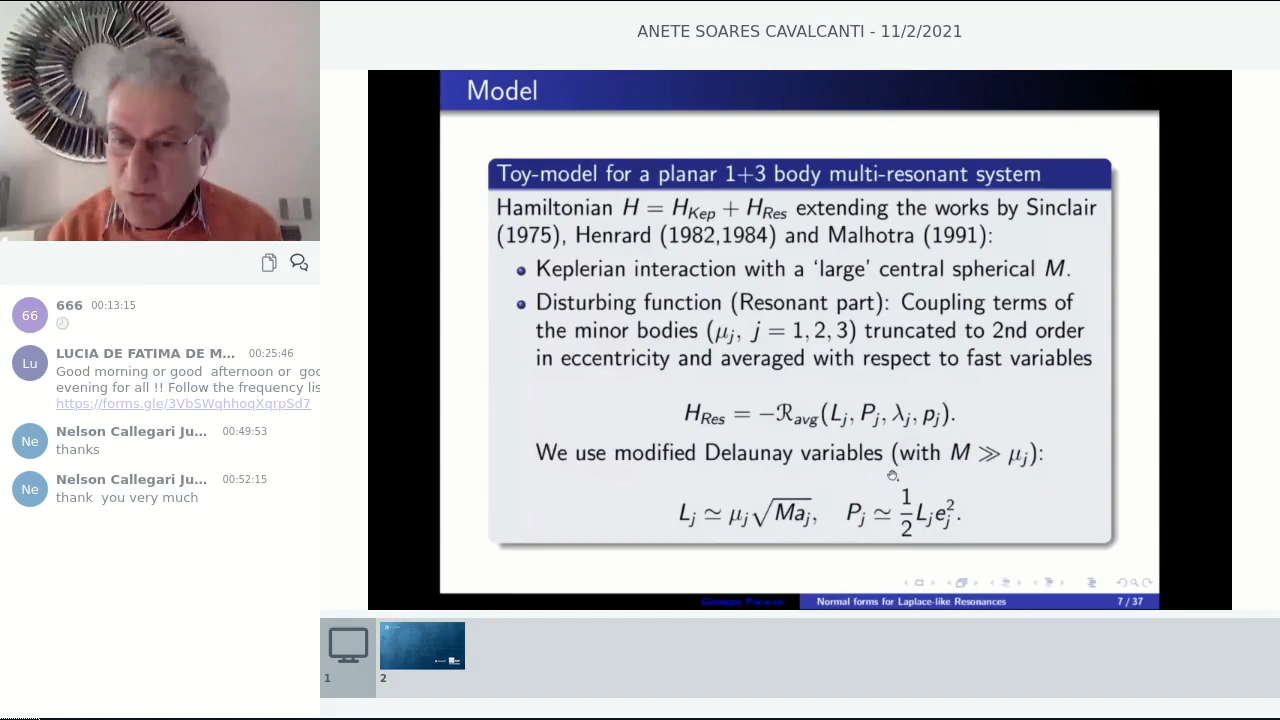 ANETE SOARES CAVALCANTI - 11/2/2021
66
666 00:13:15
Lu
LUCIA DE FATIMA DE M... 00:25:46
Good morning or good afternoon or goo
evening for all !! Follow the frequency lis
https://forms.gle/3VbSWqhhoqXgrpSd7
Ne
Nelson Callegari Ju... 00:49:53
thanks
Ne
Nelson Callegari Ju... 00:52:15
thank you very much
Model
Toy-model for a planar 1+3 body multi-resonant system
Hamiltonian H = H_Kep + H_Res extending the works by Sinclair
(1975), Henrard (1982,1984) and Malhotra (1991):
• Keplerian interaction with a ‘large’ central spherical M.
• Disturbing function (Resonant part): Coupling terms of
the minor bodies (μ_j, j = 1, 2, 3) truncated to 2nd order
in eccentricity and averaged with respect to fast variables
H_Res = −ℛ_avg(L_j, P_j, λ_j, p_j).
We use modified Delaunay variables (with M ≫ μ_j):
L_j ≃ μ_j√(Ma_j), P_j ≃ 1/2 L_j e_j^2.
Normal forms for Laplace-like Resonances
7 / 37
1
2